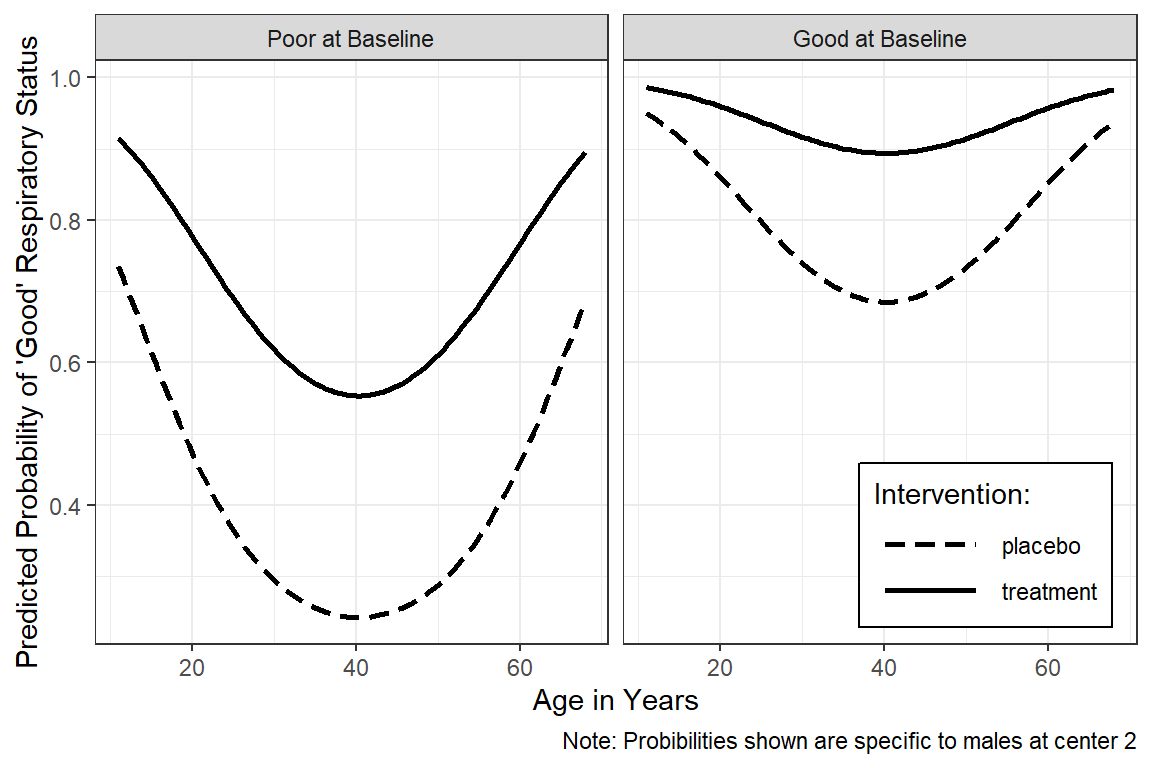 Poor at Baseline
Good at Baseline
Predicted Probability of 'Good' Respiratory Status
1.0
0.8
0.6
0.4
Intervention:
placebo
treatment
20 40 60
20 40 60
Age in Years
Note: Probibilities shown are specific to males at center 2